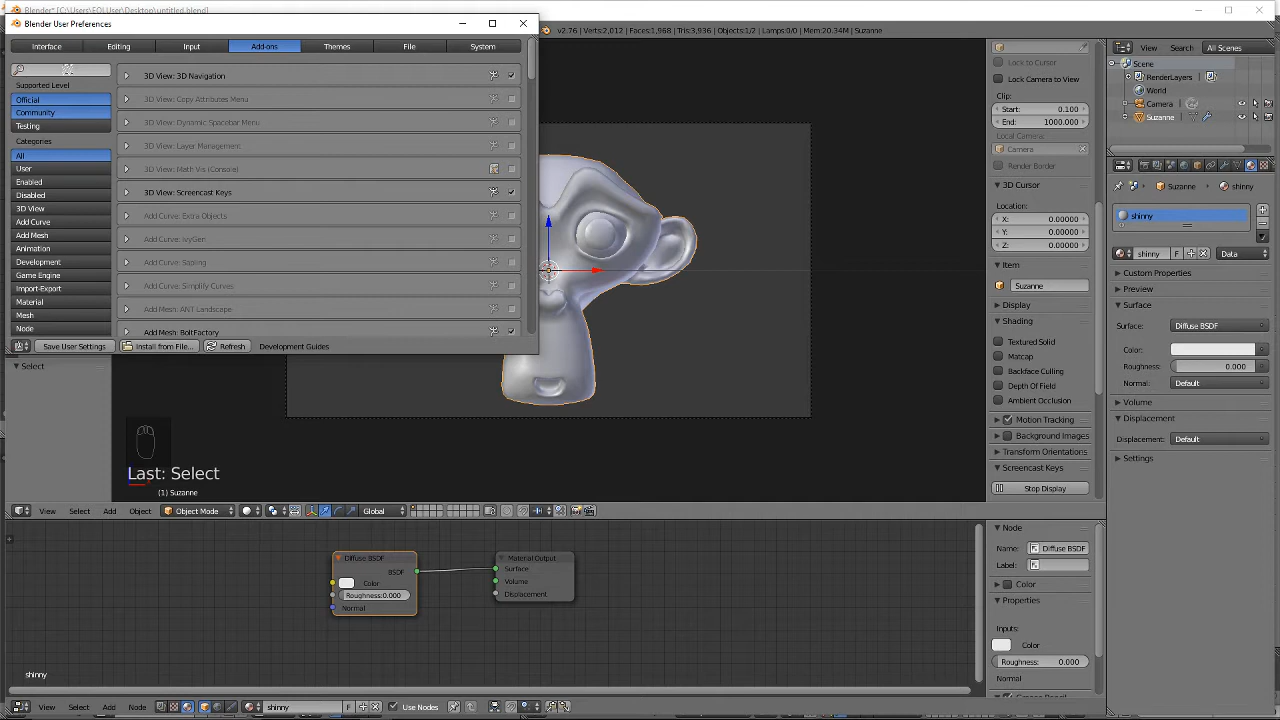 Blender* [C:\Users\EOLUser\Desktop\untitled.blend]
Blender User Preferences
Interface
Editing
Input
Add-ons
Themes
File
System
Supported Level
Official
Community
Testing
Categories
All
User
Enabled
Disabled
3D View
Add Curve
Add Mesh
Animation
Development
Game Engine
Import-Export
Material
Mesh
Node
3D View: 3D Navigation
3D View: Copy Attributes Menu
3D View: Dynamic Spacebar Menu
3D View: Layer Management
3D View: Math Vis (Console)
3D View: Screencast Keys
Add Curve: Extra Objects
Add Curve: IvyGen
Add Curve: Sapling
Add Curve: Simplify Curves
Add Mesh: ANT Landscape
Add Mesh: BoltFactory
Save User Settings
Install from File...
Refresh
Development Guides
v2.76 | Verts:2,012 | Faces:1,968 | Tris:3,936 | Objects:1/2 | Lamps:0/0 | Mem:20.34M | Suzanne
Select
Last: Select
(1) Suzanne
View
Select
Add
Object
Object Mode
Global
Lock to Cursor
Lock Camera to View
Clip:
Start: 0.100
End: 1000.000
Local Camera:
Camera
Render Border
3D Cursor
Location:
X: 0.00000
Y: 0.00000
Z: 0.00000
Item
Suzanne
Display
Shading
Textured Solid
Matcap
Backface Culling
Depth Of Field
Ambient Occlusion
Motion Tracking
Background Images
Transform Orientations
Screencast Keys
Stop Display
View
Search
All Scenes
Scene
RenderLayers
World
Camera
Suzanne
Suzanne
shinny
shinny
shinny
F
Data
Custom Properties
Preview
Surface
Surface: Diffuse BSDF
Color:
Roughness: 0.000
Normal: Default
Volume
Displacement
Displacement: Default
Settings
Diffuse BSDF
BSDF
Color
Roughness:0.000
Normal
Material Output
Surface
Volume
Displacement
shinny
Node
Name: Diffuse BSDF
Label:
Color
Properties
Inputs:
Color
Roughness: 0.000
Normal
View
Select
Add
Node
shinny
F
Use Nodes